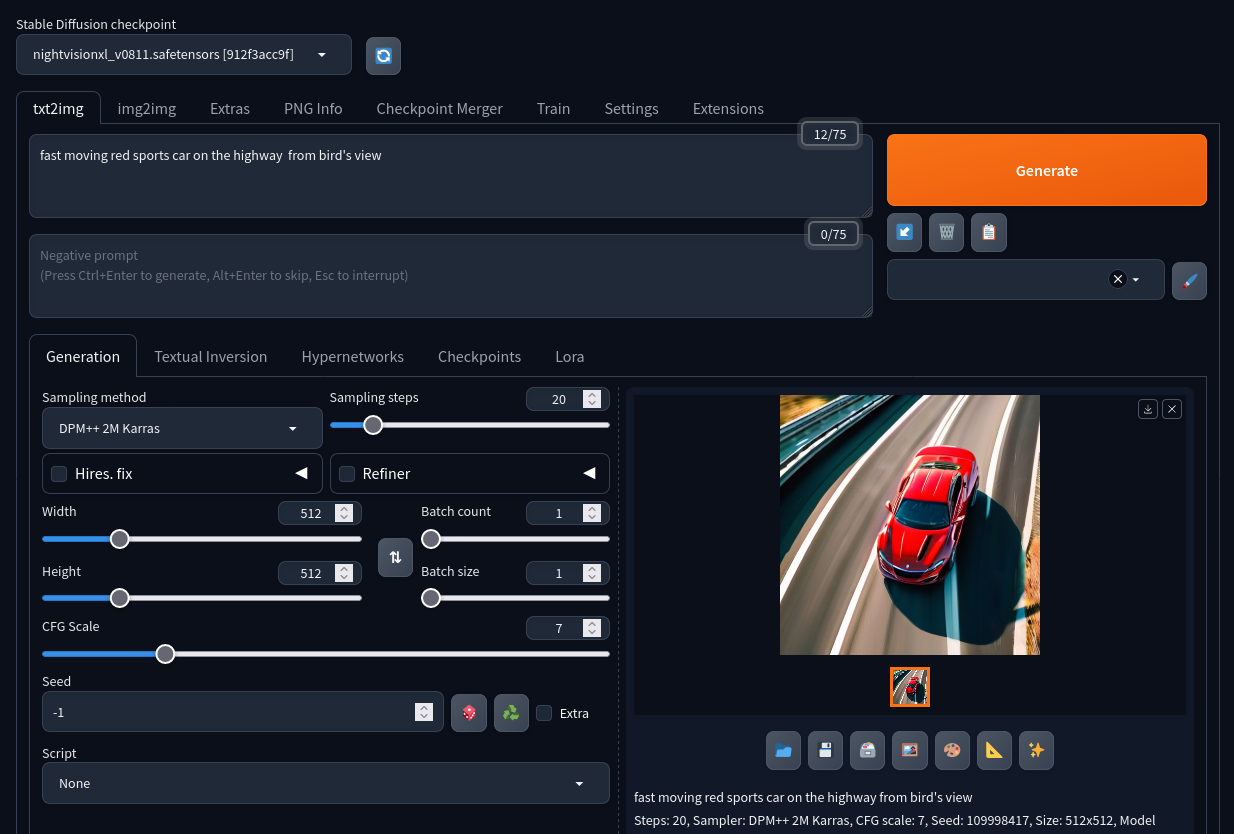 Stable Diffusion checkpoint
nightvisionxl_v0811.safetensors [912f3acc9f]
txt2img img2img Extras PNG Info Checkpoint Merger Train Settings Extensions
12/75
fast moving red sports car on the highway  from bird's view
Generate
0/75
Negative prompt
(Press Ctrl+Enter to generate, Alt+Enter to skip, Esc to interrupt)
Generation Textual Inversion Hypernetworks Checkpoints Lora
Sampling method
DPM++ 2M Karras
Sampling steps
20
Hires. fix
Refiner
Width
512
Batch count
1
Height
512
Batch size
1
CFG Scale
7
Seed
-1
Extra
Script
None
fast moving red sports car on the highway from bird's view
Steps: 20, Sampler: DPM++ 2M Karras, CFG scale: 7, Seed: 109998417, Size: 512x512, Model